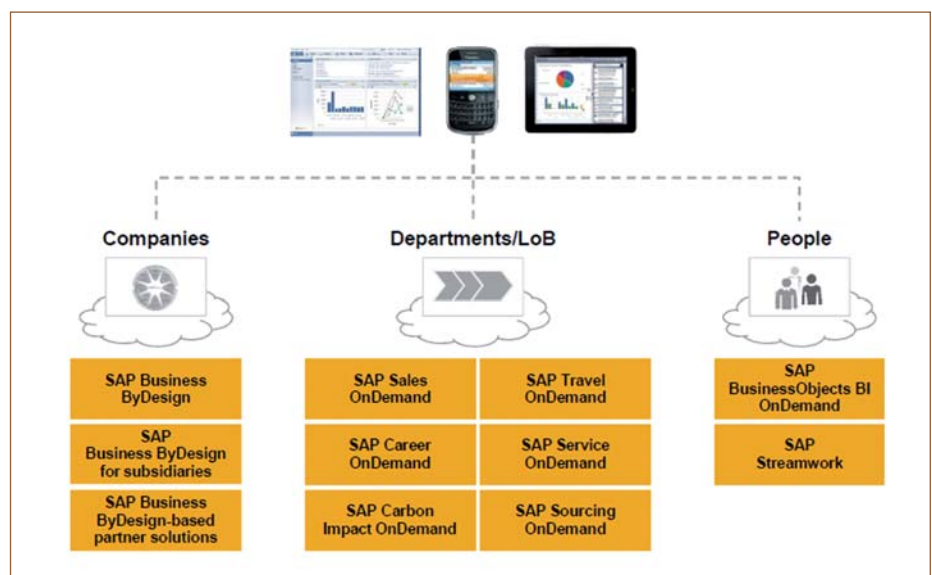 Companies
Departments/LoB
People
SAP Business
ByDesign
SAP
Business ByDesign
for subsidiaries
SAP Business
ByDesign-based
partner solutions
SAP Sales
OnDemand
SAP Travel
OnDemand
SAP Career
OnDemand
SAP Service
OnDemand
SAP Carbon
Impact OnDemand
SAP Sourcing
OnDemand
SAP
BusinessObjects BI
OnDemand
SAP
Streamwork